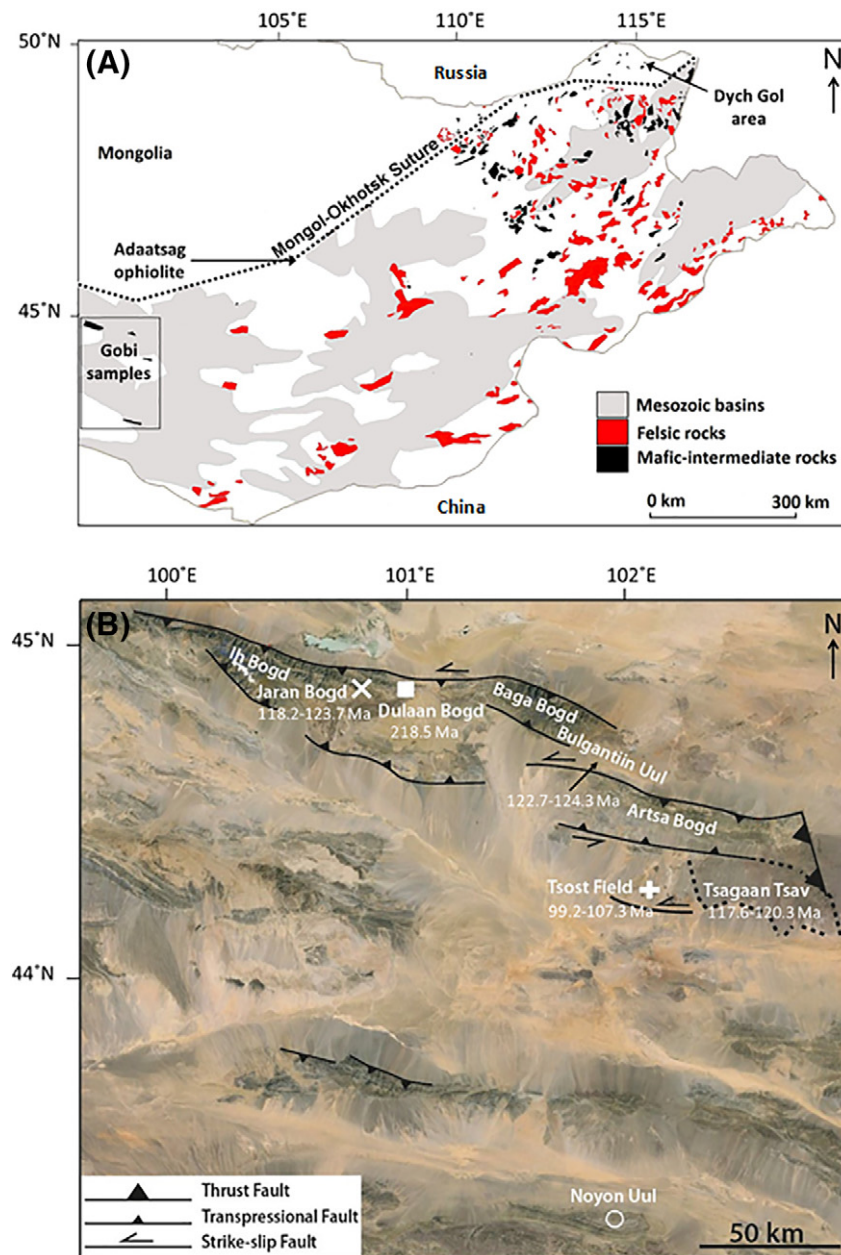 105°E 110°E 115°E
50°N
(A)
Russia
N
Dych Gol
area
Mongolia
Mongol-Okhotsk Suture
Adaatsag
ophiolite
45°N
Gobi
samples
Mesozoic basins
Felsic rocks
Mafic-intermediate rocks
0 km 300 km
China
100°E 101°E 102°E
(B)
N
45°N
Ih Bogd
Jaran Bogd
118.2-123.7 Ma
Dulaan Bogd
218.5 Ma
Baga Bogd
Bulgantiin Uul
122.7-124.3 Ma
Artsa Bogd
Tsost Field
99.2-107.3 Ma
Tsagaan Tsav
117.6-120.3 Ma
44°N
Noyon Uul
Thrust Fault
Transpressional Fault
Strike-slip Fault
50 km